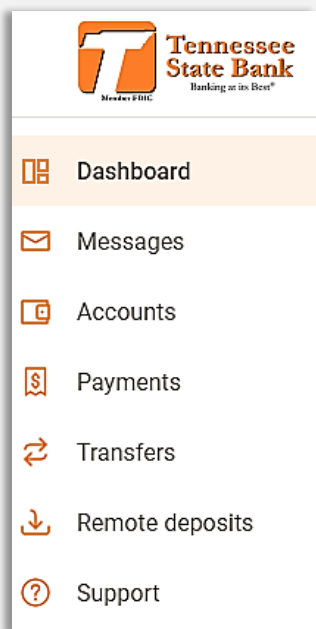 Tennessee
State Bank
Banking at its Best®
Member FDIC
Dashboard
Messages
Accounts
Payments
Transfers
Remote deposits
Support